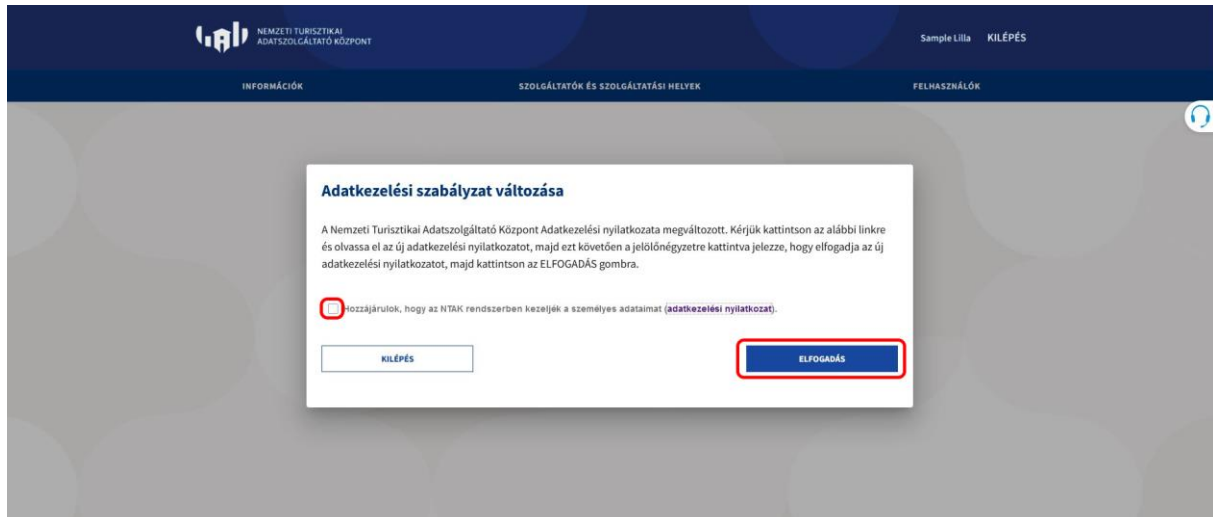 NEMZETI TURISZTIKAI
ADATSZOLGÁLTATÓ KÖZPONT
Sample Lilla KILÉPÉS
INFORMÁCIÓK SZOLGÁLTATÓK ÉS SZOLGÁLTATÁSI HELYEK FELHASZNÁLÓK
Adatkezelési szabályzat változása
A Nemzeti Turisztikai Adatszolgáltató Központ Adatkezelési nyilatkozata megváltozott. Kérjük kattintson az alábbi linkre
és olvassa el az új adatkezelési nyilatkozatot, majd ezt követően a jelölőnégyzetre kattintva jelezze, hogy elfogadja az új
adatkezelési nyilatkozatot, majd kattintson az ELFOGADÁS gombra.
Hozzájárulok, hogy az NTAK rendszerben kezeljék a személyes adataimat (adatkezelési nyilatkozat).
KILÉPÉS ELFOGADÁS